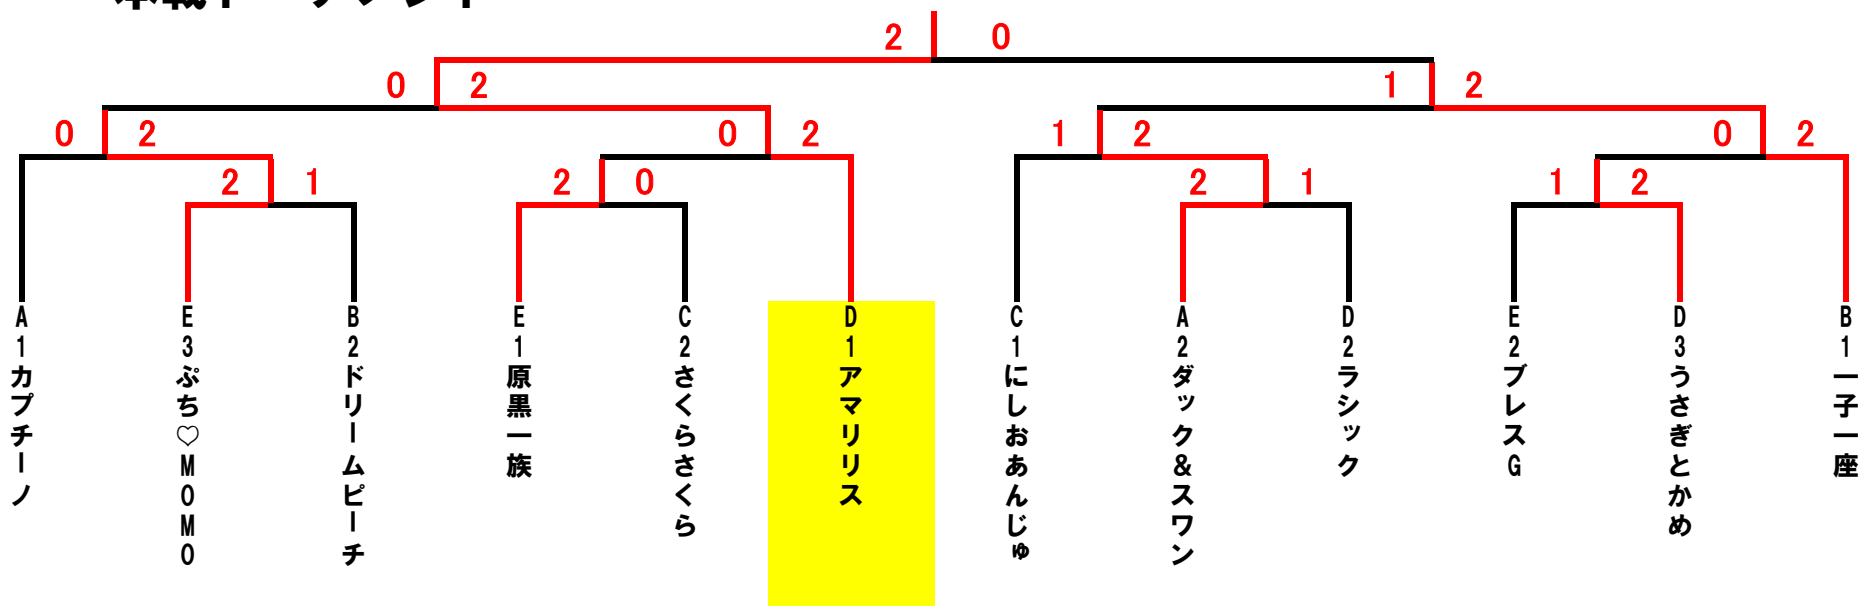 2 0
0 2 1 2
0 2 0 2 1 2 0 2
2 1 2 0 2 1 1 2
A1カプチーノ
E3ぷち♡MOMO
B2ドリームピーチ
E1原黒一族
C2さくらさくら
D1アマリリス
C1にしおあんじゅ
A2ダック&スワン
D2ラシック
E2ブレスG
D3うさぎとかめ
B1一子一座